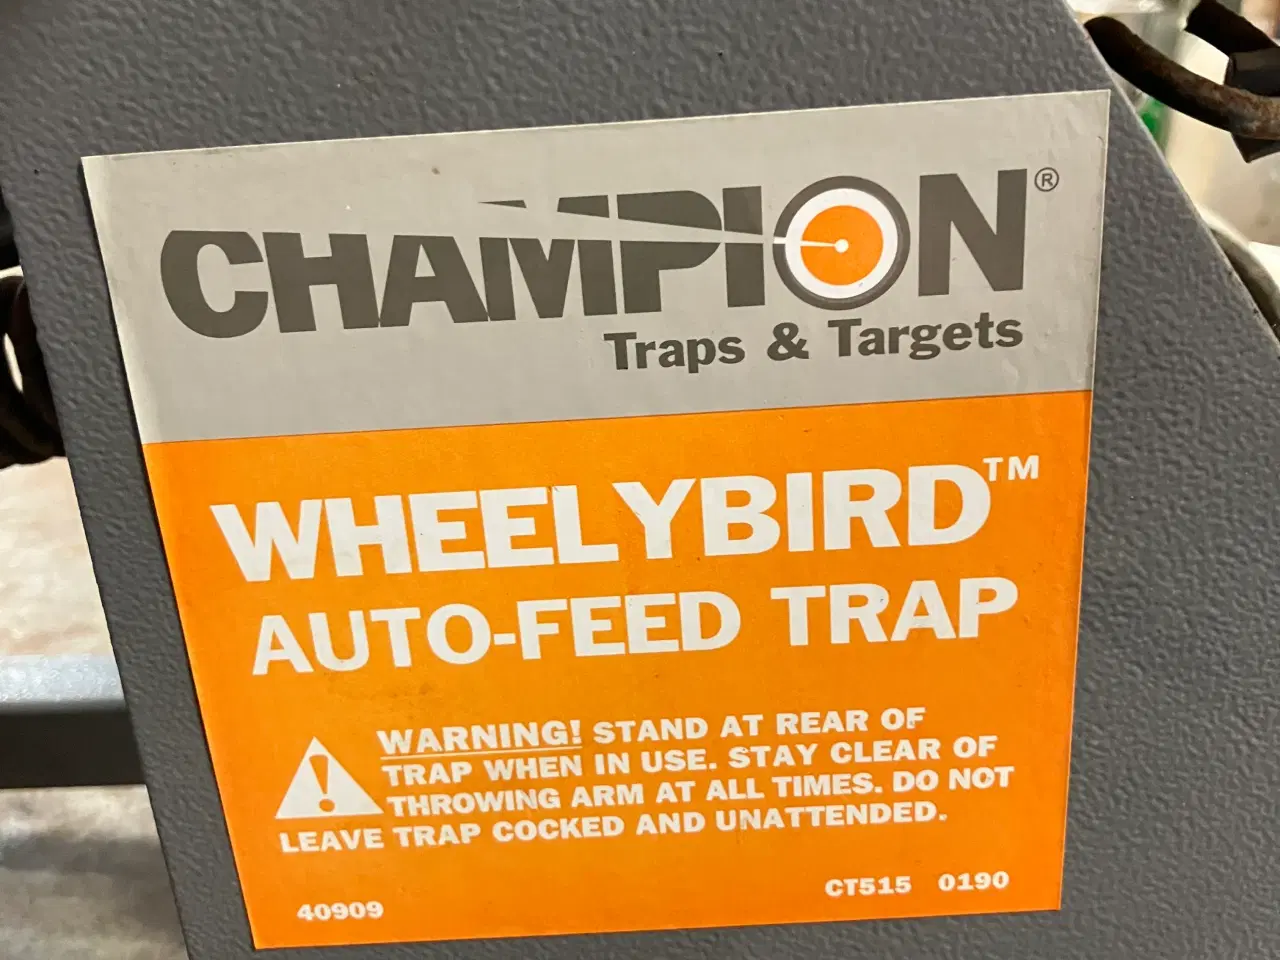 CHAMPION®
Traps & Targets
WHEELYBIRD™
AUTO-FEED TRAP
WARNING! STAND AT REAR OF
TRAP WHEN IN USE. STAY CLEAR OF
THROWING ARM AT ALL TIMES. DO NOT
LEAVE TRAP COCKED AND UNATTENDED.
40909
CT515 0190